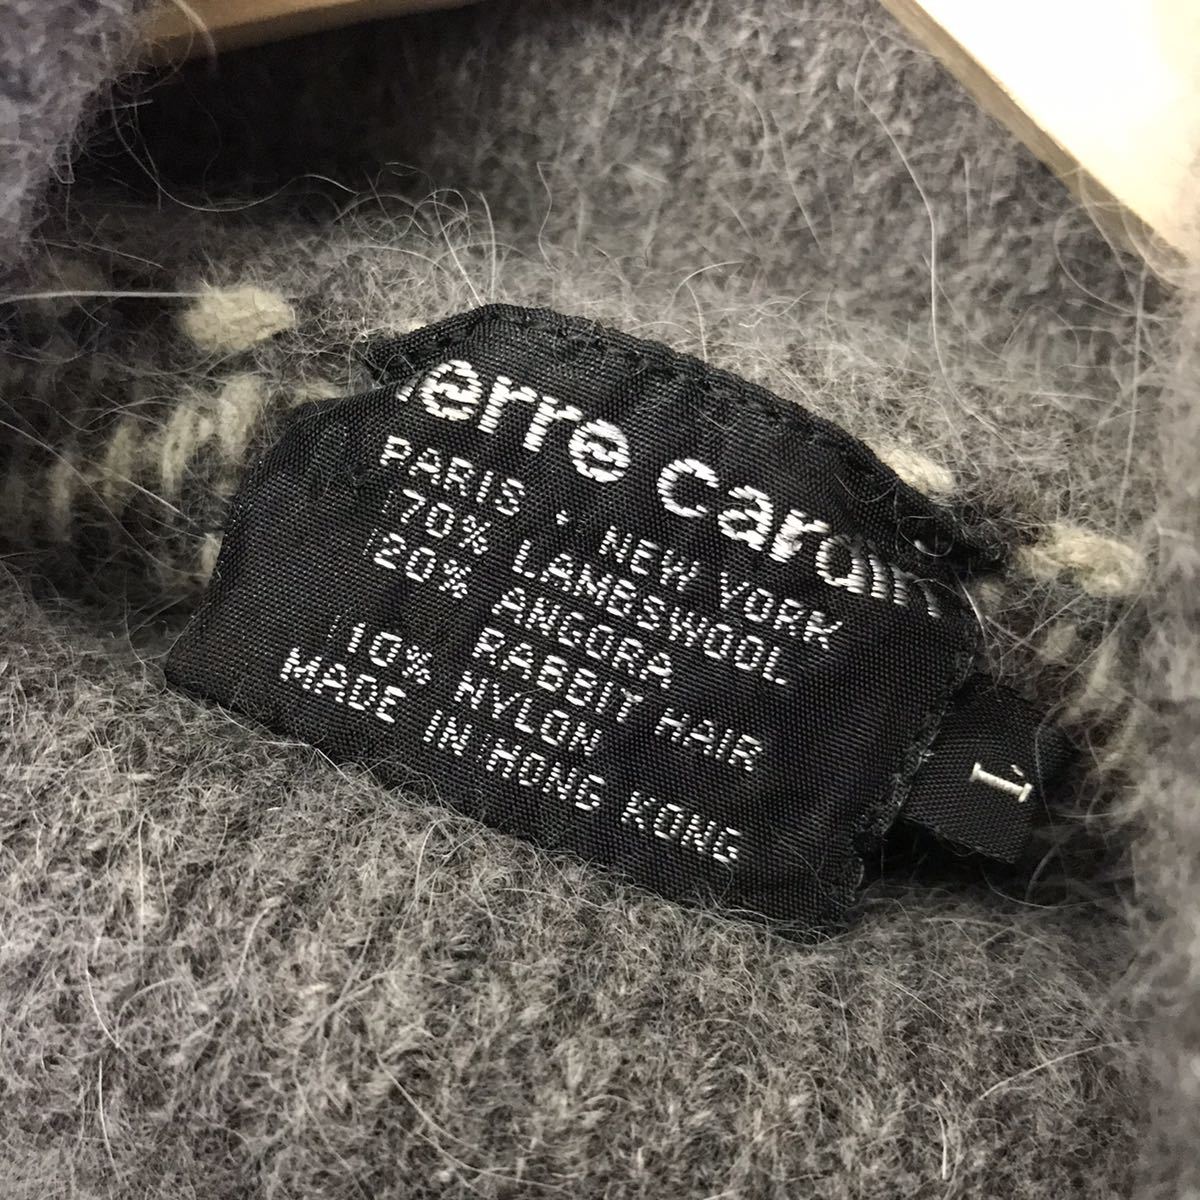 ierre cardin
PARIS · NEW YORK
70% LAMBSWOOL
20% ANGORA
RABBIT HAIR
10% NYLON
MADE IN HONG KONG